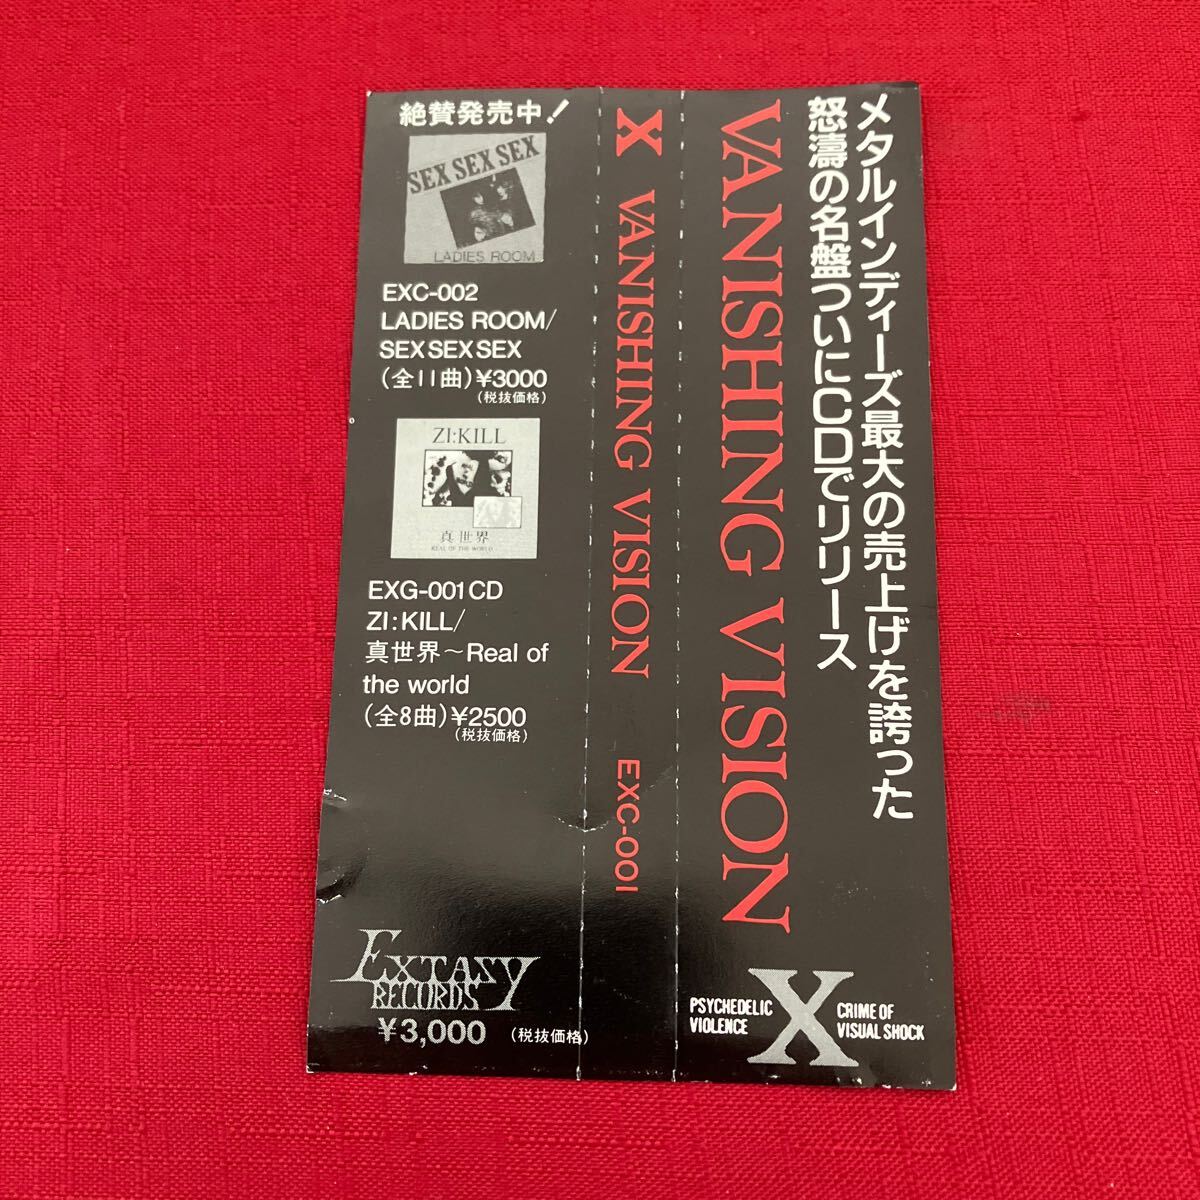 メタルインディーズ最大の売上げを誇った
怒濤の名盤ついにCDでリリース
VANISHING VISION
PSYCHEDELIC
VIOLENCE
X
CRIME OF
VISUAL SHOCK
X VANISHING VISION EXC-001
絶賛発売中!
SEX SEX SEX
LADIES ROOM
EXC-002
LADIES ROOM/
SEX SEX SEX
(全11曲)¥3000
(税抜価格)
ZI:KILL
真世界
REAL OF THE WORLD
EXG-001CD
ZI:KILL/
真世界〜Real of
the world
(全8曲)¥2500
(税抜価格)
EXTASY
RECORDS
¥3,000 (税抜価格)